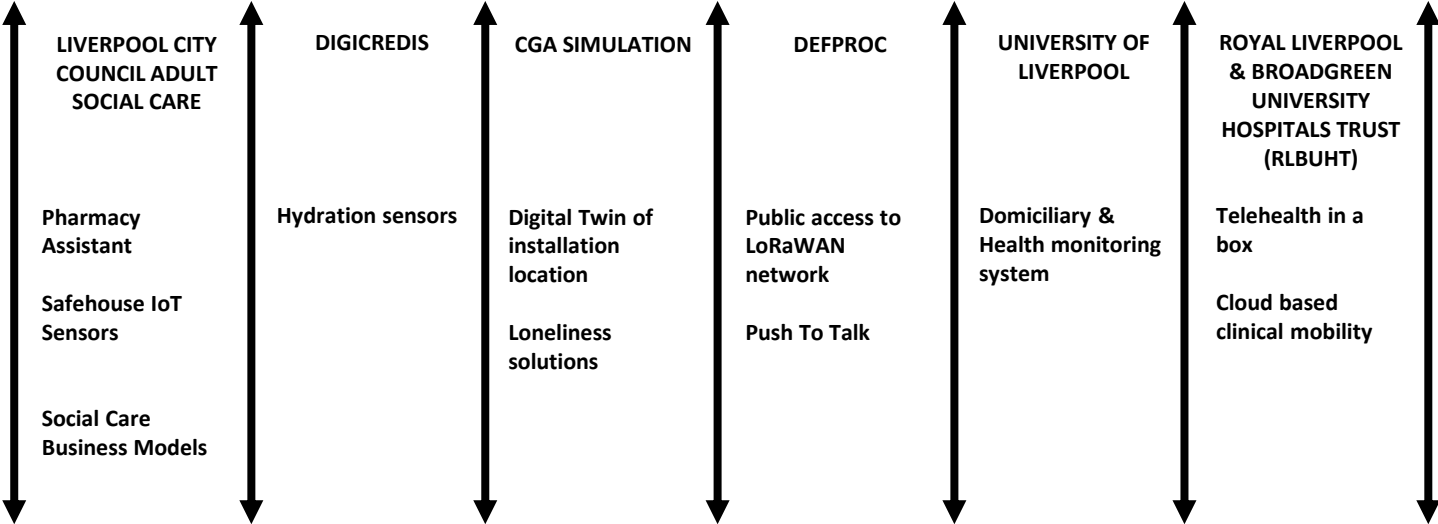 LIVERPOOL CITY
COUNCIL ADULT
SOCIAL CARE
Pharmacy
Assistant
Safehouse IoT
Sensors
Social Care
Business Models
DIGICREDIS
Hydration sensors
CGA SIMULATION
Digital Twin of
installation
location
Loneliness
solutions
DEFPROC
Public access to
LoRaWAN
network
Push To Talk
UNIVERSITY OF
LIVERPOOL
Domiciliary &
Health monitoring
system
ROYAL LIVERPOOL
& BROADGREEN
UNIVERSITY
HOSPITALS TRUST
(RLBUHT)
Telehealth in a
box
Cloud based
clinical mobility